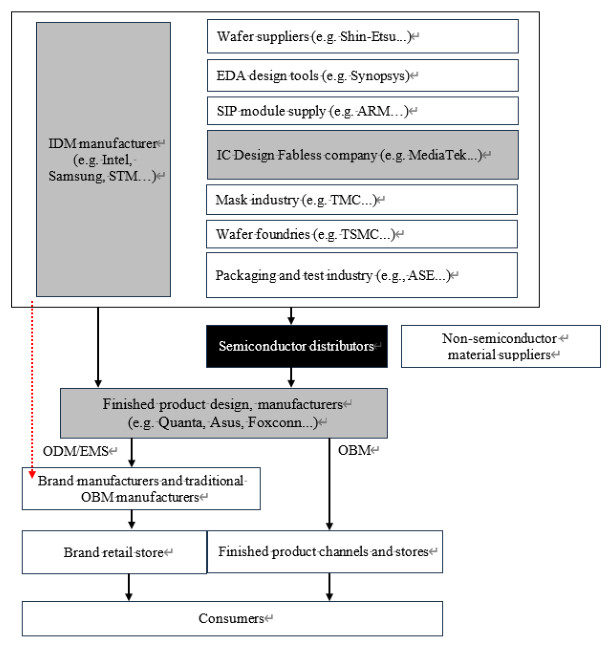 IDM manufacturer
(e.g. Intel,
Samsung, STM…)
Wafer suppliers (e.g. Shin-Etsu...)
EDA design tools (e.g. Synopsys)
SIP module supply (e.g. ARM…)
IC Design Fabless company (e.g. MediaTek...)
Mask industry (e.g. TMC...)
Wafer foundries (e.g. TSMC...)
Packaging and test industry (e.g., ASE...)
Semiconductor distributors
Non-semiconductor
material suppliers
Finished product design, manufacturers
(e.g. Quanta, Asus, Foxconn...)
ODM/EMS
OBM
Brand manufacturers and traditional
OBM manufacturers
Brand retail store
Finished product channels and stores
Consumers